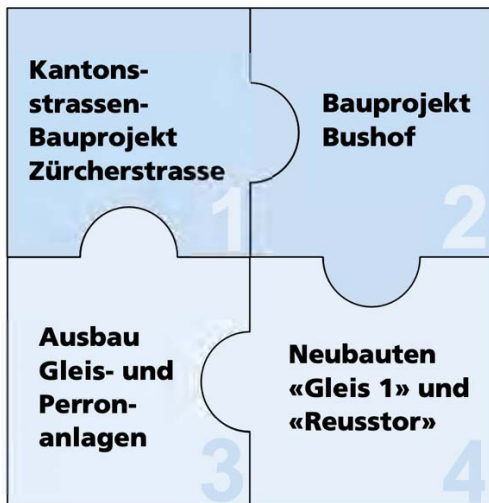 Kantons-
strassen-
Bauprojekt
Zürcherstrasse
1
Bauprojekt
Bushof
2
Ausbau
Gleis- und
Perron-
anlagen
3
Neubauten
«Gleis 1» und
«Reusstor»
4